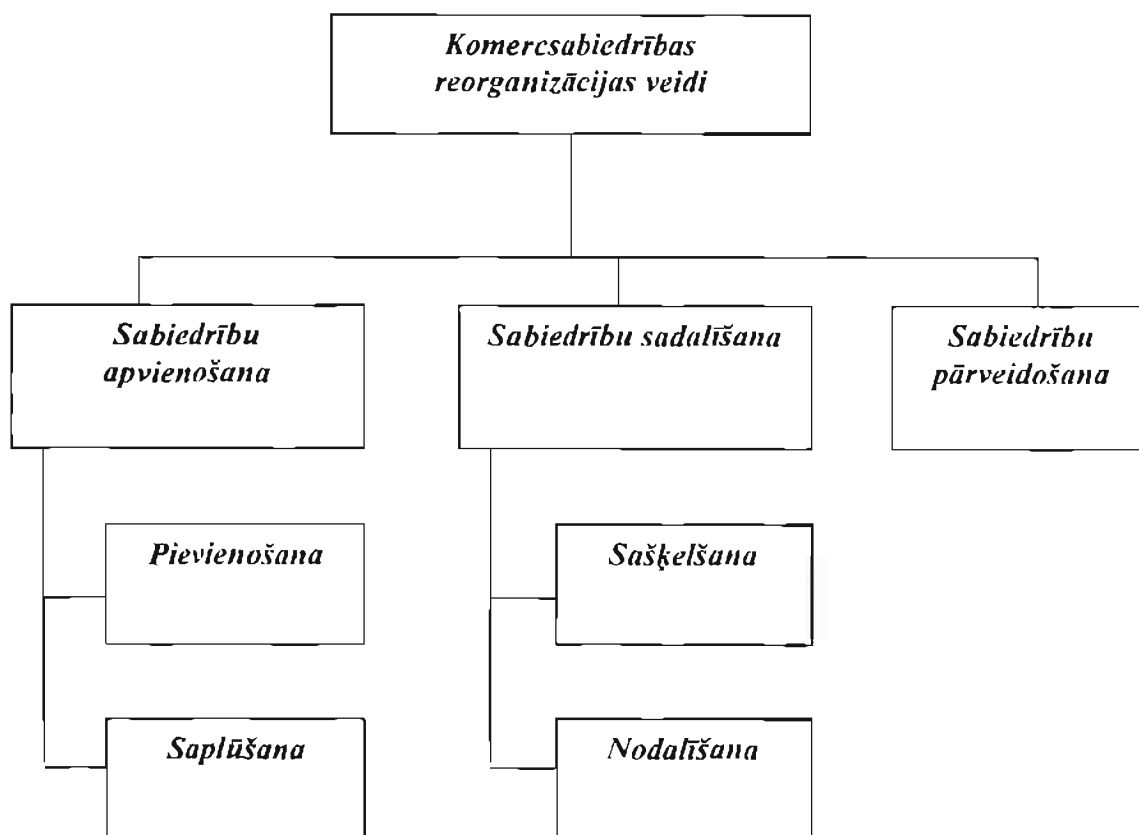 Komercsabiedrības
reorganizācijas veidi
Sabiedrību
apvienošana
Sabiedrību sadalīšana
Sabiedrību
pārveidošana
Pievienošana
Sašķelšana
Saplūšana
Nodalīšana